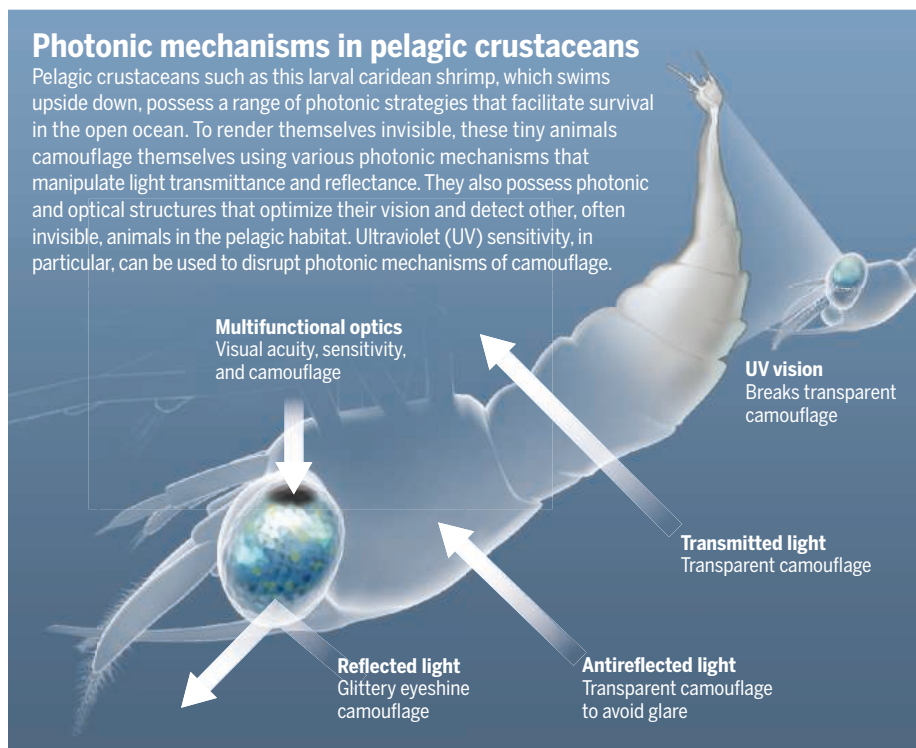 Photonic mechanisms in pelagic crustaceans
Pelagic crustaceans such as this larval caridean shrimp, which swims
upside down, possess a range of photonic strategies that facilitate survival
in the open ocean. To render themselves invisible, these tiny animals
camouflage themselves using various photonic mechanisms that
manipulate light transmittance and reflectance. They also possess photonic
and optical structures that optimize their vision and detect other, often
invisible, animals in the pelagic habitat. Ultraviolet (UV) sensitivity, in
particular, can be used to disrupt photonic mechanisms of camouflage.
Multifunctional optics
Visual acuity, sensitivity,
and camouflage
UV vision
Breaks transparent
camouflage
Transmitted light
Transparent camouflage
Reflected light
Glittery eyeshine
camouflage
Antireflected light
Transparent camouflage
to avoid glare